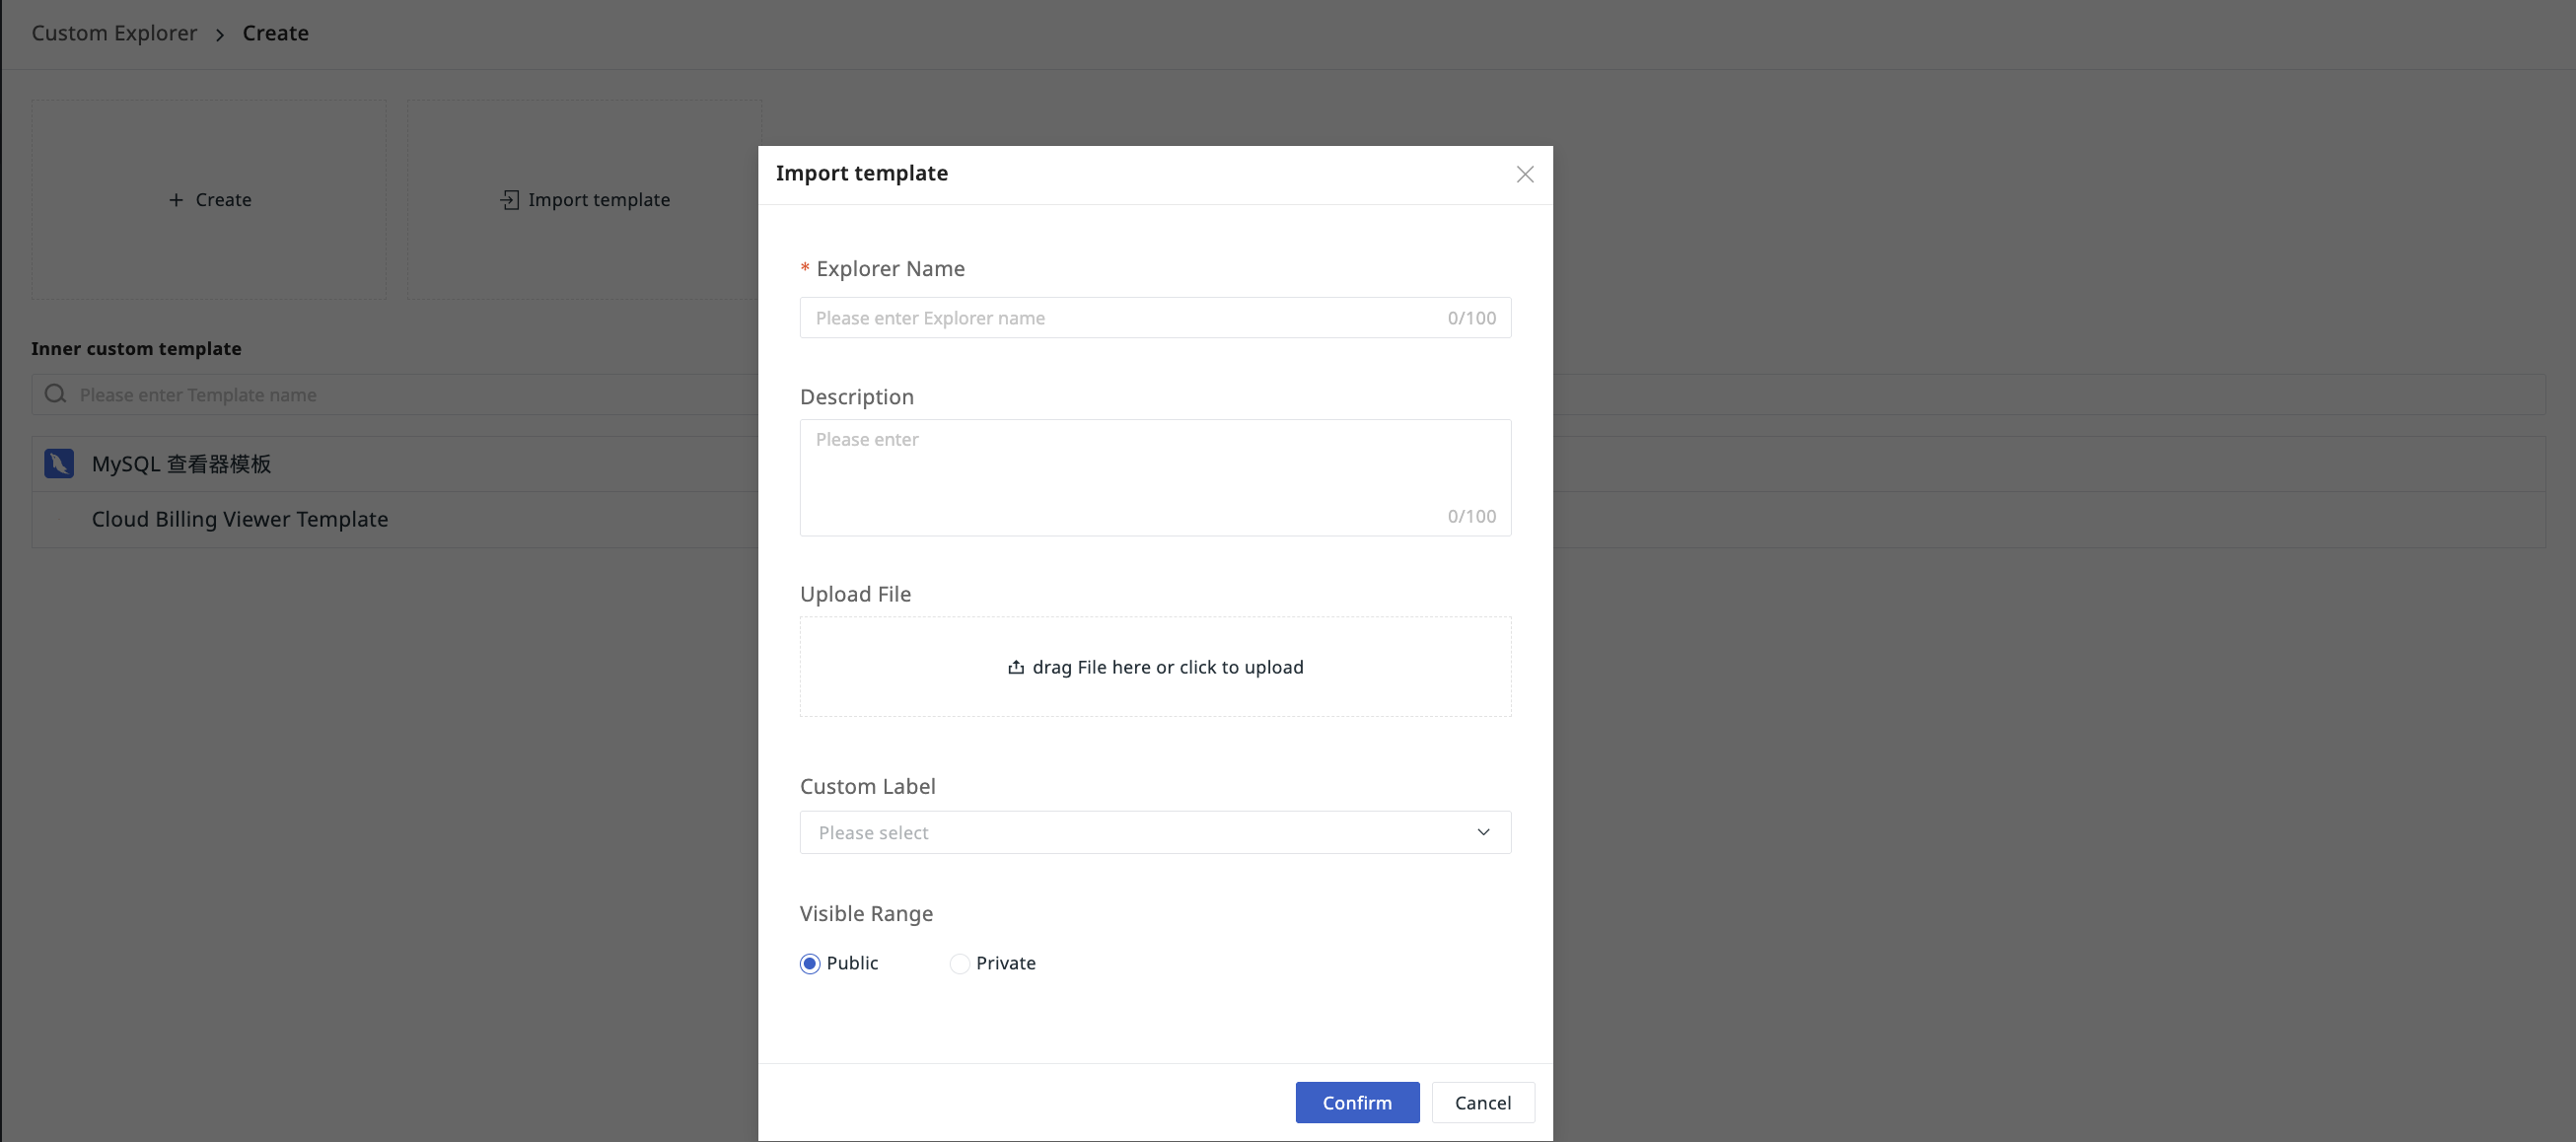 Custom Explorer > Create
+ Create
Import template
Inner custom template
Please enter Template name
MySQL 查看器模板
Cloud Billing Viewer Template
Import template
* Explorer Name
Please enter Explorer name 0/100
Description
Please enter
0/100
Upload File
drag File here or click to upload
Custom Label
Please select
Visible Range
Public Private
Confirm Cancel